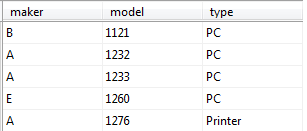 maker model type
B 1121 PC
A 1232 PC
A 1233 PC
E 1260 PC
A 1276 Printer